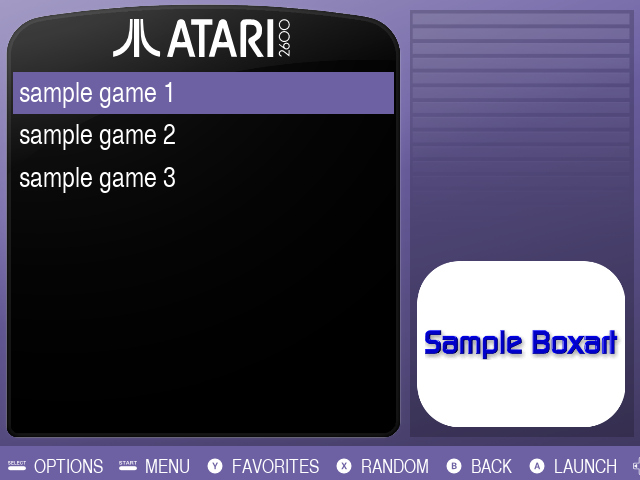 ATARI 2600
sample game 1
sample game 2
sample game 3
Sample Boxart
SELECT OPTIONS START MENU Y FAVORITES X RANDOM B BACK A LAUNCH